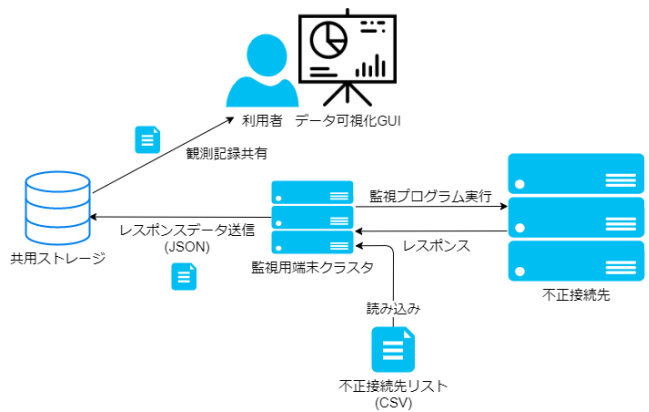 利用者 データ可視化GUI
観測記録共有
監視プログラム実行
レスポンスデータ送信
(JSON)
レスポンス
共用ストレージ
監視用端末クラスタ
不正接続先
読み込み
不正接続先リスト
(CSV)